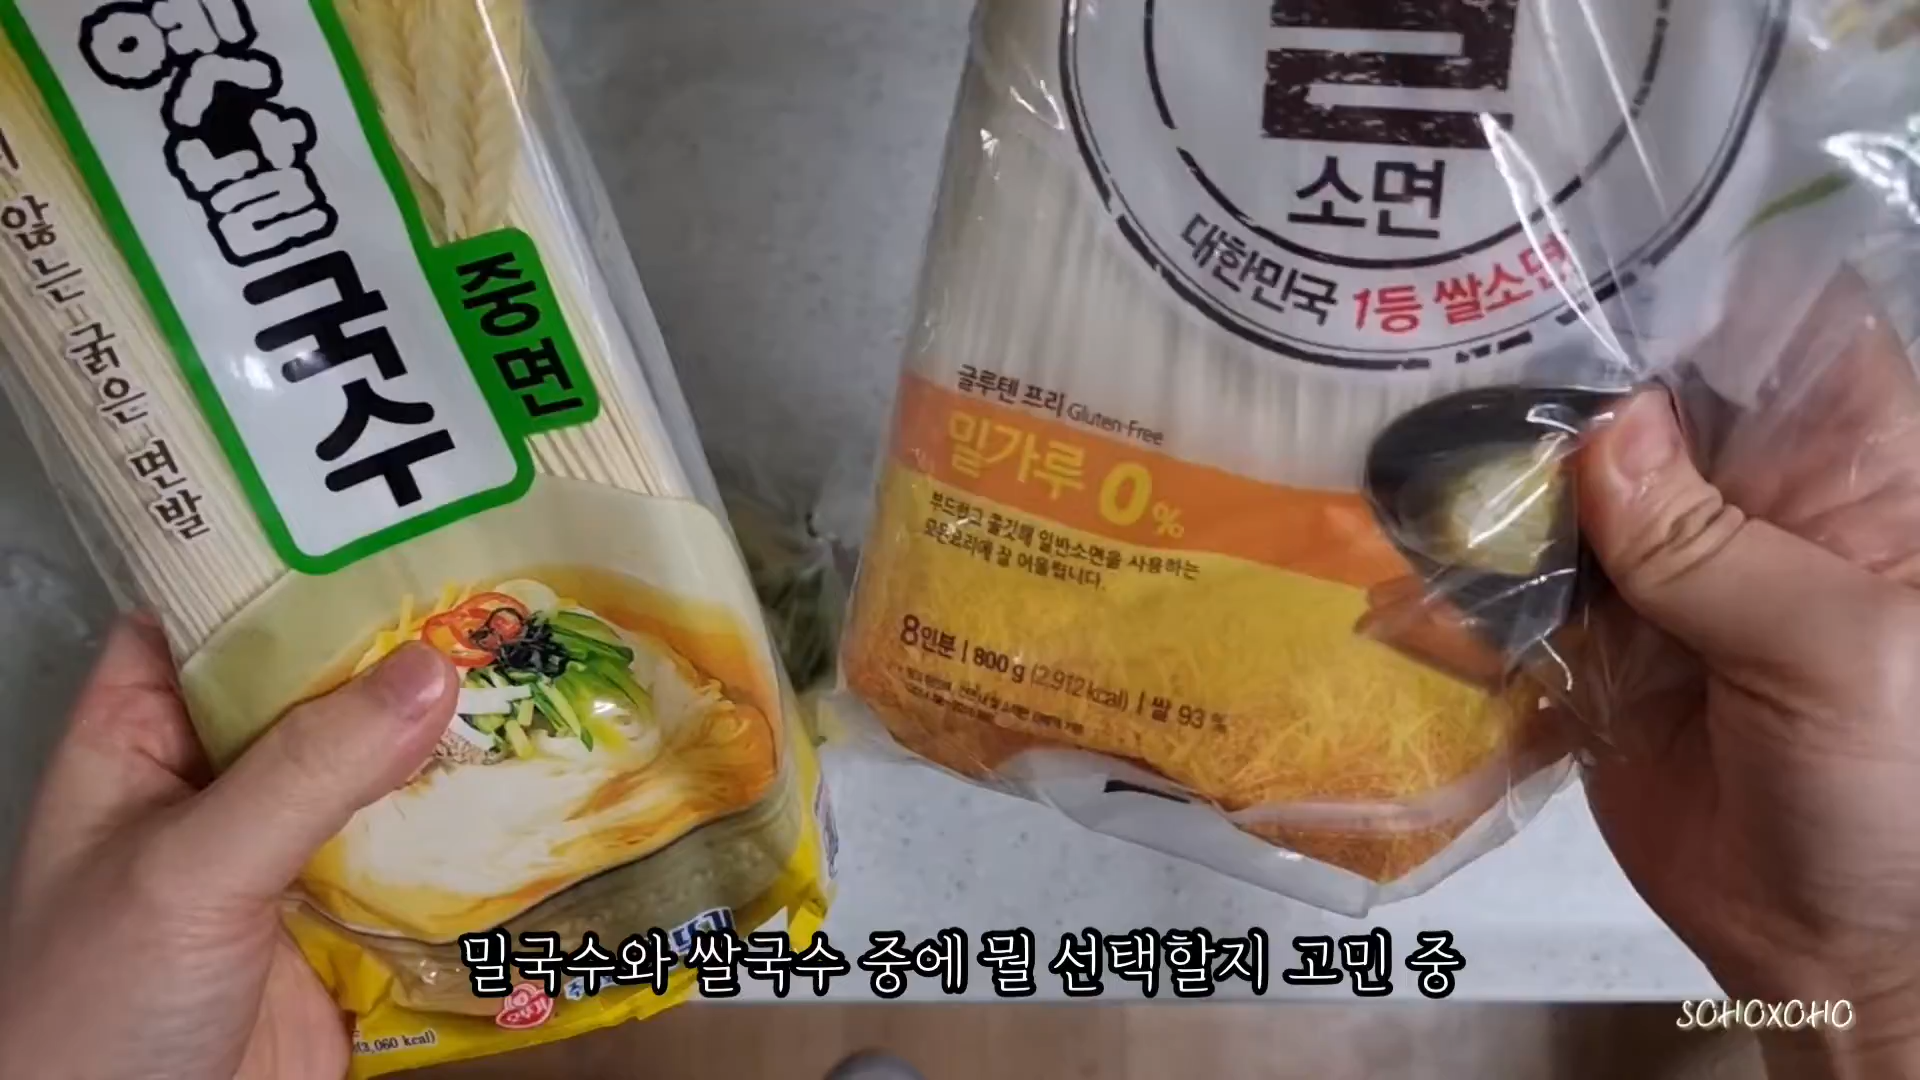 옛날
국수
중면
않는 굵은 면발
(3,060 kcal)
소면
대한민국 1등 쌀소면
글루텐 프리 Gluten-Free
밀가루 0%
부드럽고 쫄깃해 일반소면을 사용하는
모든요리에 잘 어울립니다.
8인분 | 800 g (2,912 kcal) | 쌀 93 %
밀국수와 쌀국수 중에 뭘 선택할지 고민 중
SOHOXOHO